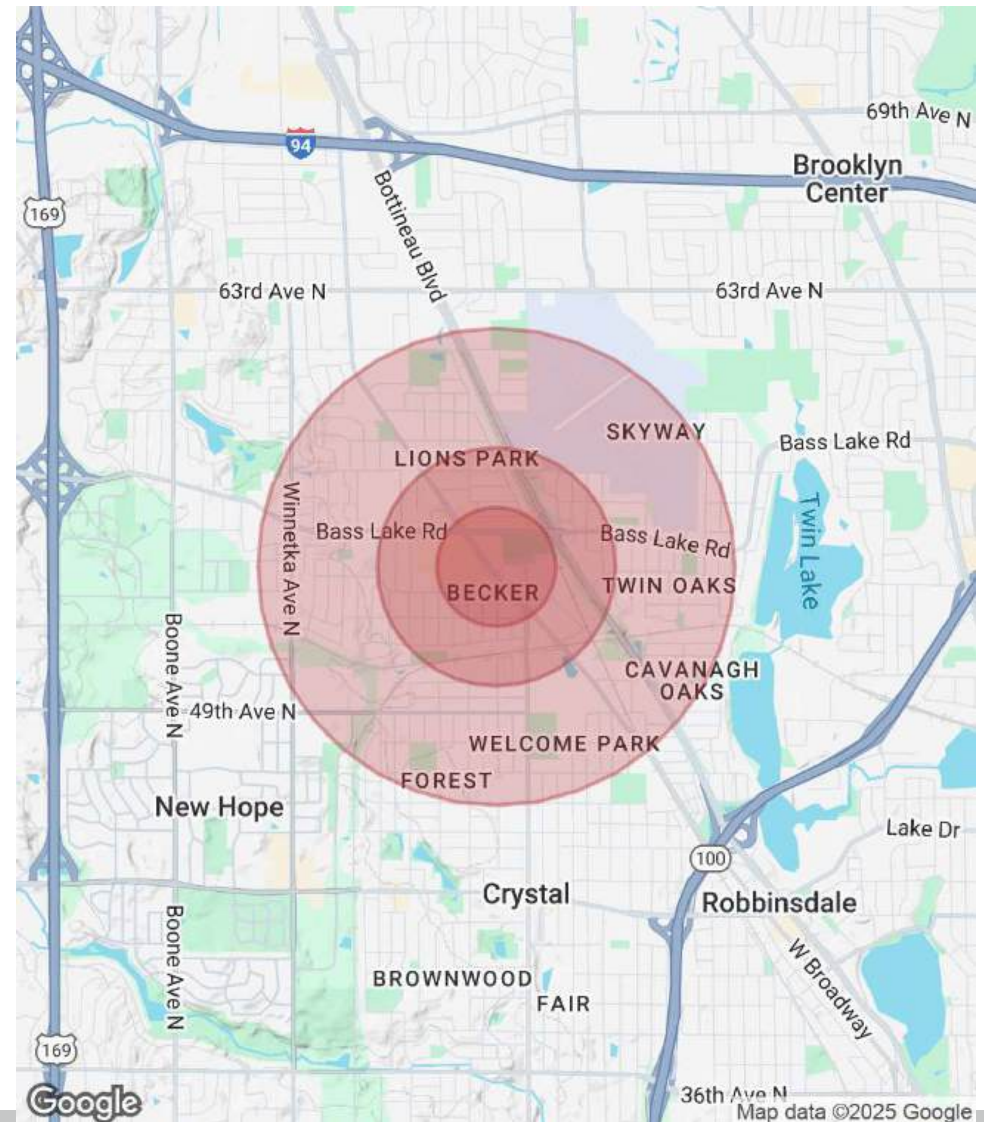 69th Ave N
94
Brooklyn
Center
169
Bottineau Blvd
63rd Ave N
63rd Ave N
SKYWAY
Bass Lake Rd
LIONS PARK
Winnetka Ave N
Twin Lake
Bass Lake Rd
Bass Lake Rd
BECKER
TWIN OAKS
Boone Ave N
CAVANAGH
OAKS
49th Ave N
WELCOME PARK
FOREST
New Hope
Lake Dr
100
Crystal
Robbinsdale
Boone Ave N
W Broadway
BROWNWOOD
FAIR
169
36th Ave N
Google
Map data ©2025 Google